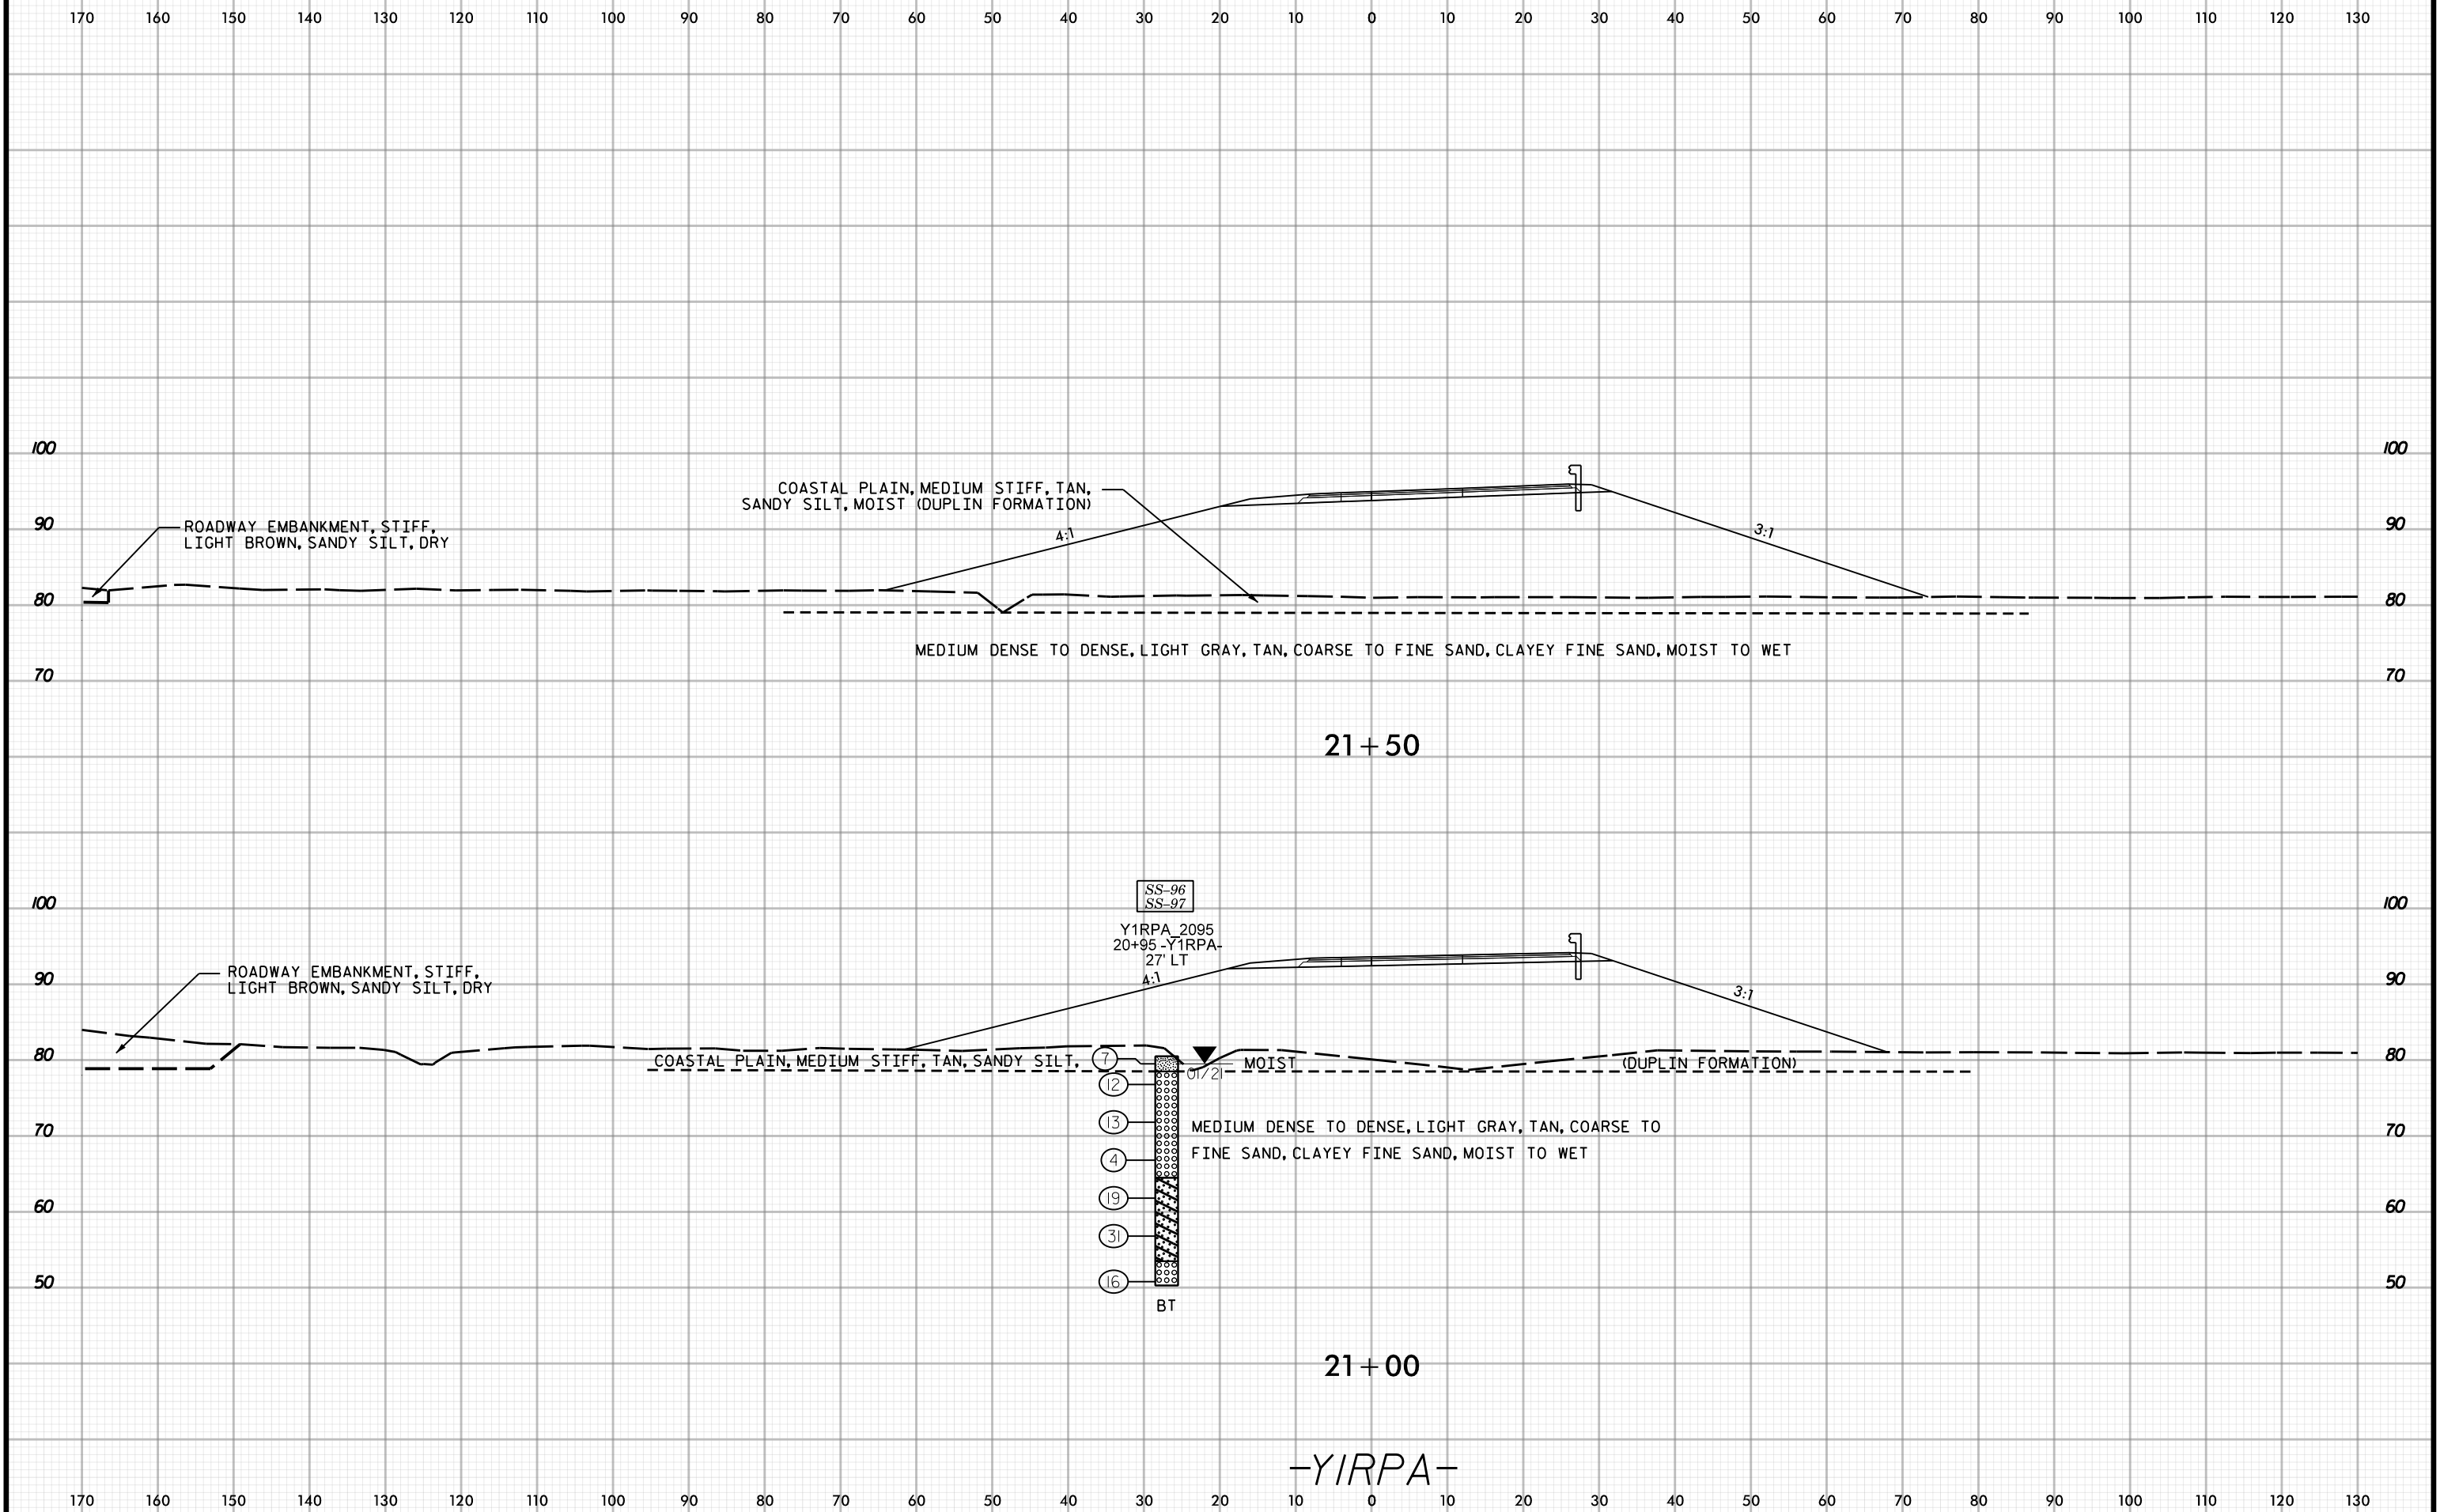 170 160 150 140 130 120 110 100 90 80 70 60 50 40 30 20 10 0 10 20 30 40 50 60 70 80 90 100 110 120 130
100 100
COASTAL PLAIN, MEDIUM STIFF, TAN,
SANDY SILT, MOIST (DUPLIN FORMATION)
ROADWAY EMBANKMENT, STIFF,
LIGHT BROWN, SANDY SILT, DRY
90 90
4:1
3:1
80 80
MEDIUM DENSE TO DENSE, LIGHT GRAY, TAN, COARSE TO FINE SAND, CLAYEY FINE SAND, MOIST TO WET
70 70
21+50
SS-96
SS-97
100 100
Y1RPA_2095
20+95 -Y1RPA-
27' LT
ROADWAY EMBANKMENT, STIFF,
LIGHT BROWN, SANDY SILT, DRY
90 90
4:1
3:1
80 80
COASTAL PLAIN, MEDIUM STIFF, TAN, SANDY SILT, 7 MOIST (DUPLIN FORMATION)
01/21
12
13
MEDIUM DENSE TO DENSE, LIGHT GRAY, TAN, COARSE TO
70 70
FINE SAND, CLAYEY FINE SAND, MOIST TO WET
4
19
60 60
31
16
50 50
BT
21+00
-Y1RPA-
170 160 150 140 130 120 110 100 90 80 70 60 50 40 30 20 10 0 10 20 30 40 50 60 70 80 90 100 110 120 130